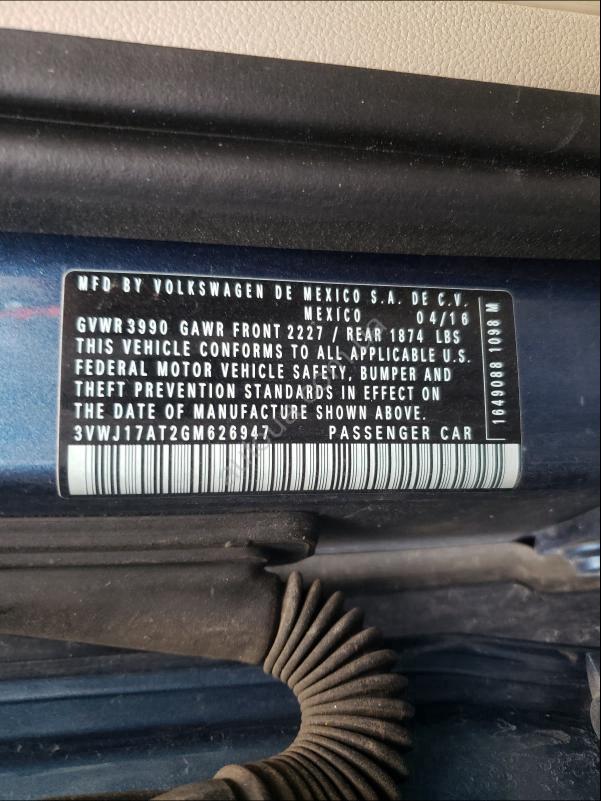 MFD BY VOLKSWAGEN DE MEXICO S.A. DE C.V.
MEXICO 04/16
GVWR 3990 GAWR FRONT 2227 / REAR 1874 LBS
THIS VEHICLE CONFORMS TO ALL APPLICABLE U.S.
FEDERAL MOTOR VEHICLE SAFETY, BUMPER AND
THEFT PREVENTION STANDARDS IN EFFECT ON
THE DATE OF MANUFACTURE SHOWN ABOVE.
3VWJ17AT2GM626947 PASSENGER CAR
1649088 1098 M